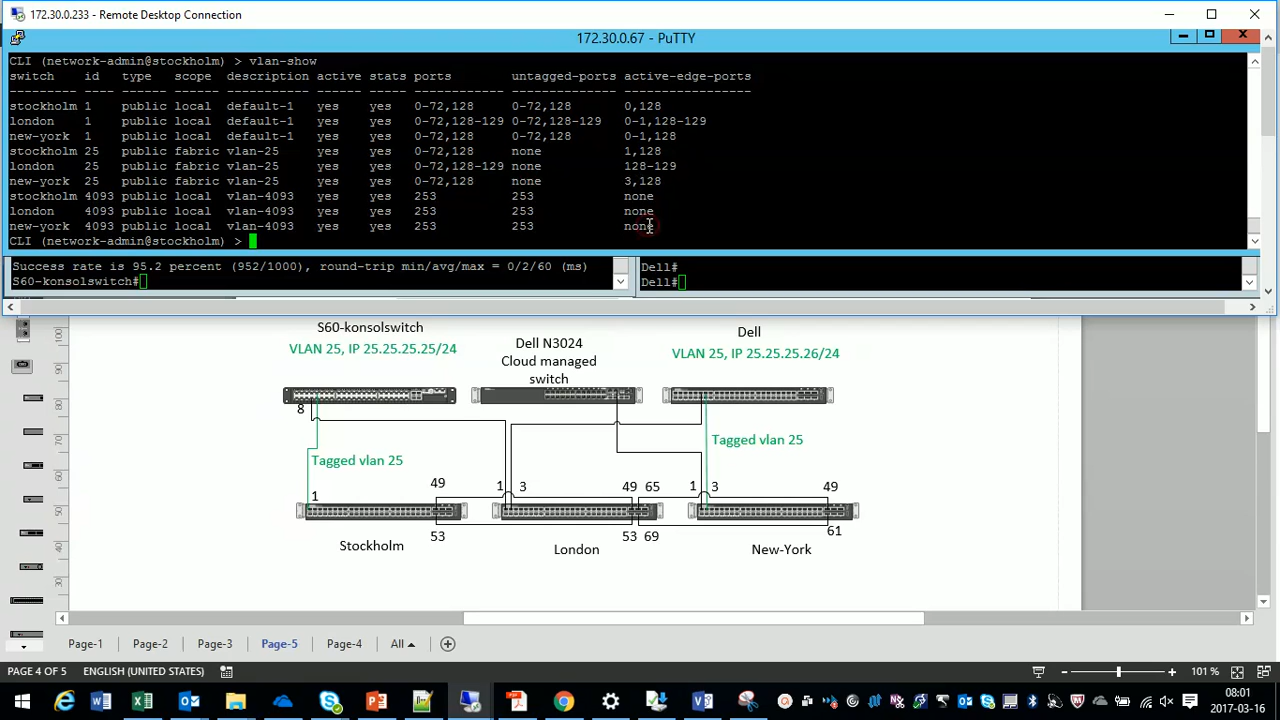 172.30.0.233 - Remote Desktop Connection
172.30.0.67 - PuTTY
CLI (network-admin@stockholm) > vlan-show
switch id type scope description active stats ports untagged-ports active-edge-ports
--------- ---- ------ ------ ----------- ------ ----- ------------ -------------- -----------------
stockholm 1 public local default-1 yes yes 0-72,128 0-72,128 0,128
london 1 public local default-1 yes yes 0-72,128-129 0-72,128-129 0-1,128-129
new-york 1 public local default-1 yes yes 0-72,128 0-72,128 0-1,128
stockholm 25 public fabric vlan-25 yes yes 0-72,128 none 1,128
london 25 public fabric vlan-25 yes yes 0-72,128-129 none 128-129
new-york 25 public fabric vlan-25 yes yes 0-72,128 none 3,128
stockholm 4093 public local vlan-4093 yes yes 253 253 none
london 4093 public local vlan-4093 yes yes 253 253 none
new-york 4093 public local vlan-4093 yes yes 253 253 none
CLI (network-admin@stockholm) >
Success rate is 95.2 percent (952/1000), round-trip min/avg/max = 0/2/60 (ms)
S60-konsolswitch#
Dell#
Dell#
S60-konsolswitch
VLAN 25, IP 25.25.25.25/24
Dell N3024
Cloud managed
switch
Dell
VLAN 25, IP 25.25.25.26/24
8
Tagged vlan 25
Tagged vlan 25
1 49 1 3 49 65 1 3 49
53 53 69 61
Stockholm London New-York
100
90
80
70
60
50
40
30
Page-1 Page-2 Page-3 Page-5 Page-4 All
PAGE 4 OF 5 ENGLISH (UNITED STATES) 101 %
08:01
2017-03-16